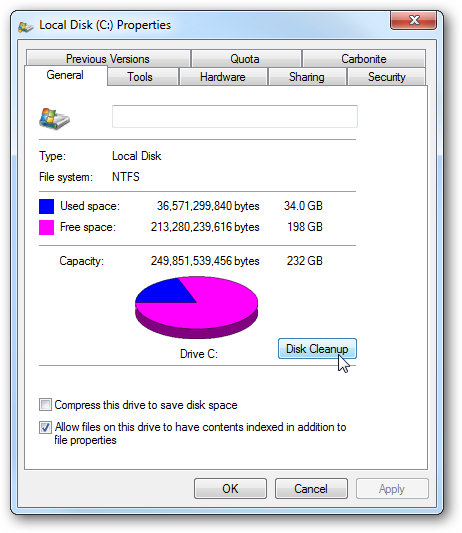 Local Disk (C:) Properties
Previous Versions Quota Carbonite
General Tools Hardware Sharing Security
Type: Local Disk
File system: NTFS
Used space: 36,571,299,840 bytes 34.0 GB
Free space: 213,280,239,616 bytes 198 GB
Capacity: 249,851,539,456 bytes 232 GB
Drive C:
Disk Cleanup
Compress this drive to save disk space
Allow files on this drive to have contents indexed in addition to
file properties
OK Cancel Apply